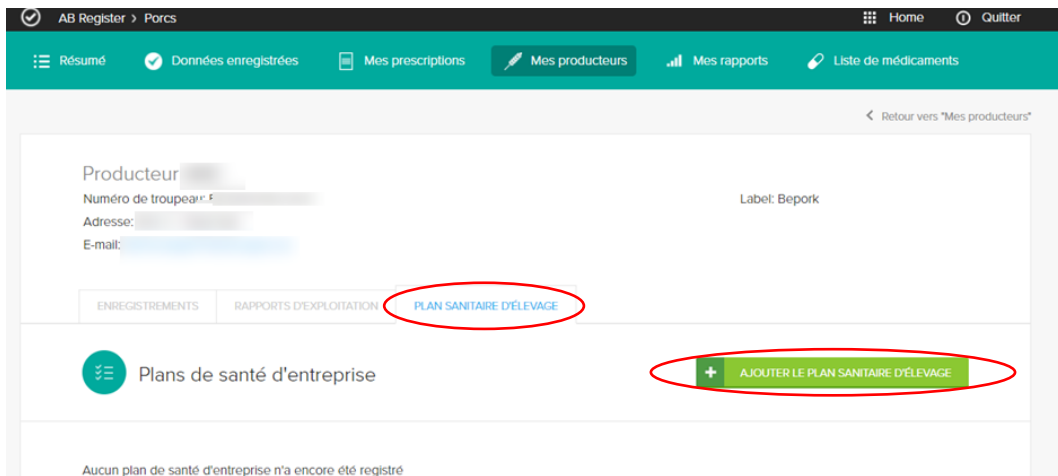 AB Register > Porcs Home Quitter
Résumé Données enregistrées Mes prescriptions Mes producteurs Mes rapports Liste de médicaments
< Retour vers "Mes producteurs"
Producteur
Numéro de troupeau: Label: Bepork
Adresse:
E-mail:
ENREGISTREMENTS RAPPORTS D'EXPLOITATION PLAN SANITAIRE D'ÉLEVAGE
Plans de santé d'entreprise + AJOUTER LE PLAN SANITAIRE D'ÉLEVAGE
Aucun plan de santé d'entreprise n'a encore été registré